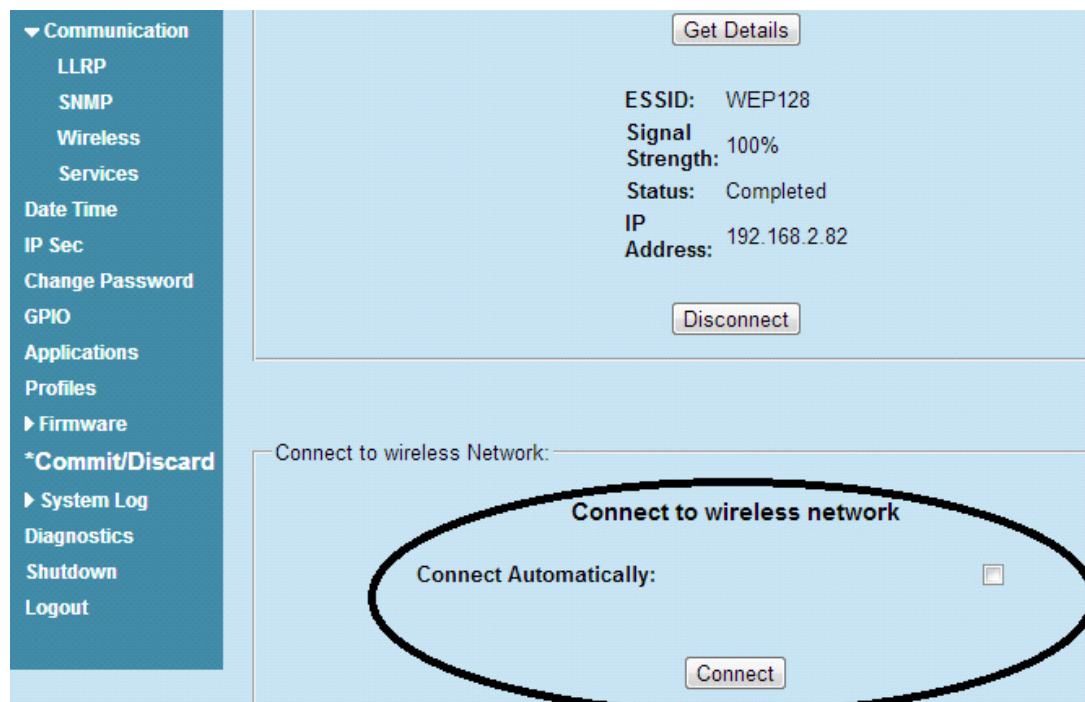 Communication
LLRP
SNMP
Wireless
Services
Date Time
IP Sec
Change Password
GPIO
Applications
Profiles
Firmware
*Commit/Discard
System Log
Diagnostics
Shutdown
Logout
Get Details
ESSID: WEP128
Signal
Strength: 100%
Status: Completed
IP
Address: 192.168.2.82
Disconnect
Connect to wireless Network:
Connect to wireless network
Connect Automatically:
Connect